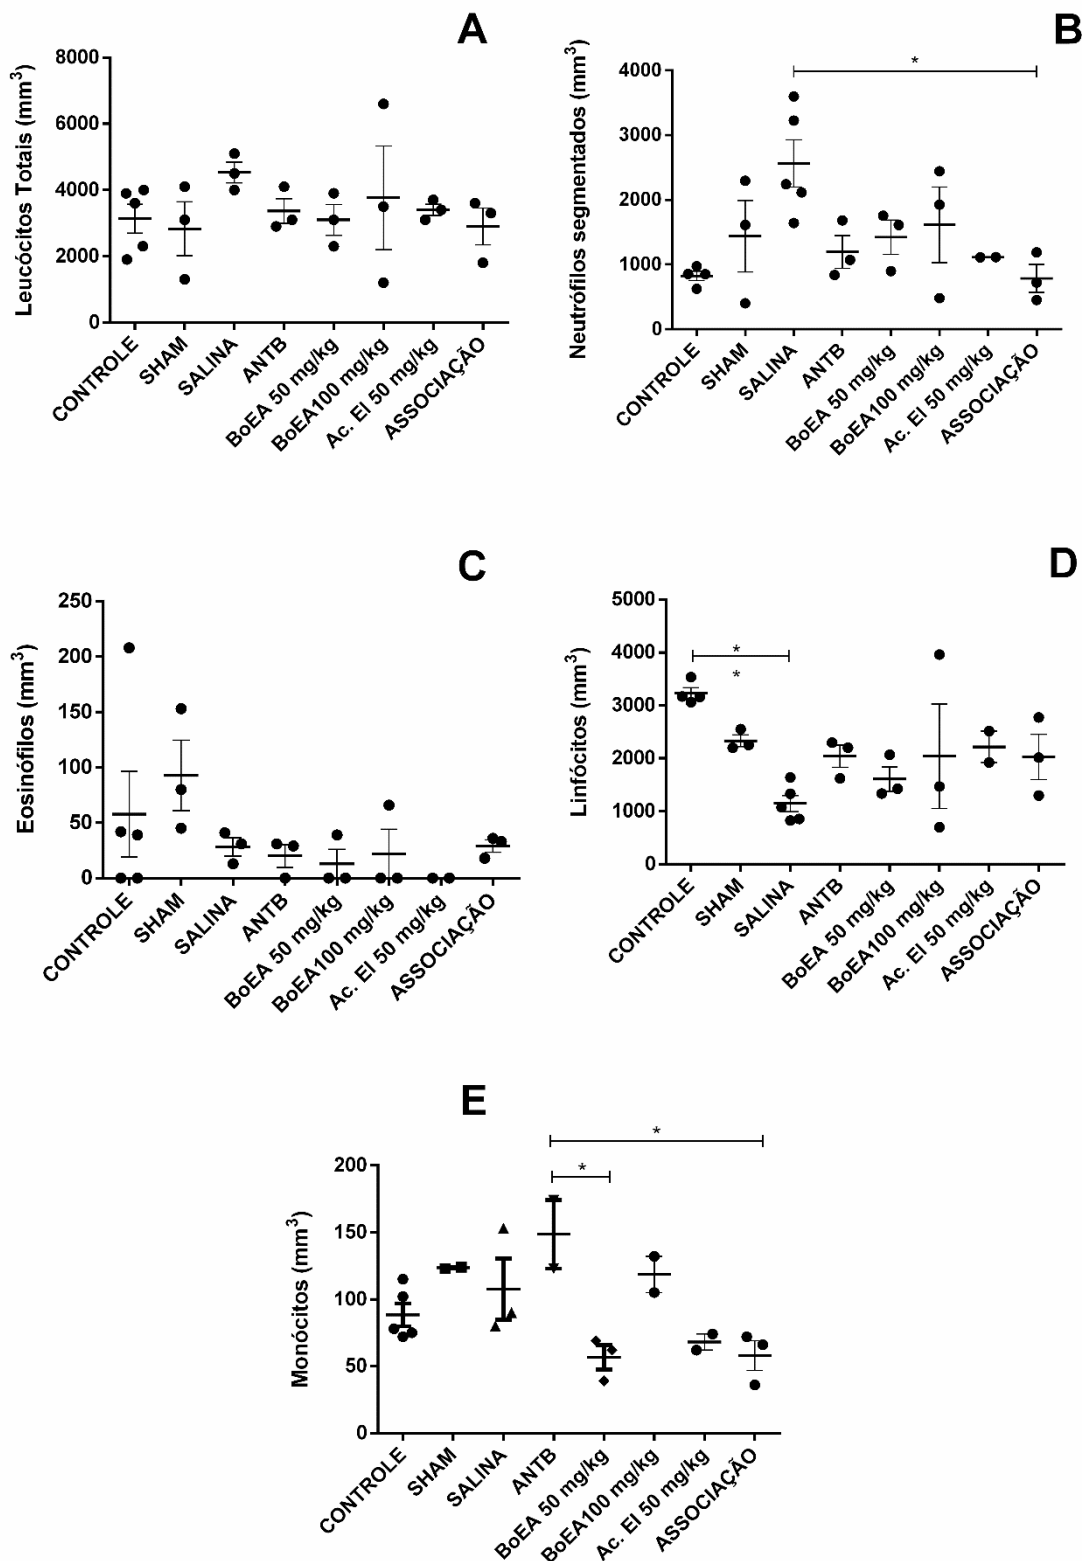 A
Leucócitos Totais (mm³)
8000
6000
4000
2000
0
CONTROLE
SHAM
SALINA
ANTB
BoEA 50 mg/kg
BoEA100 mg/kg
Ac. El 50 mg/kg
ASSOCIAÇÃO
B
Neutrófilos segmentados (mm³)
4000
3000
2000
1000
0
*
CONTROLE
SHAM
SALINA
ANTB
BoEA 50 mg/kg
BoEA100 mg/kg
Ac. El 50 mg/kg
ASSOCIAÇÃO
C
Eosinófilos (mm³)
250
200
150
100
50
0
CONTROLE
SHAM
SALINA
ANTB
BoEA 50 mg/kg
BoEA100 mg/kg
Ac. El 50 mg/kg
ASSOCIAÇÃO
D
Linfócitos (mm³)
5000
4000
3000
2000
1000
0
*
*
CONTROLE
SHAM
SALINA
ANTB
BoEA 50 mg/kg
BoEA100 mg/kg
Ac. El 50 mg/kg
ASSOCIAÇÃO
E
Monócitos (mm³)
200
150
100
50
0
*
*
CONTROLE
SHAM
SALINA
ANTB
BoEA 50 mg/kg
BoEA100 mg/kg
Ac. El 50 mg/kg
ASSOCIAÇÃO